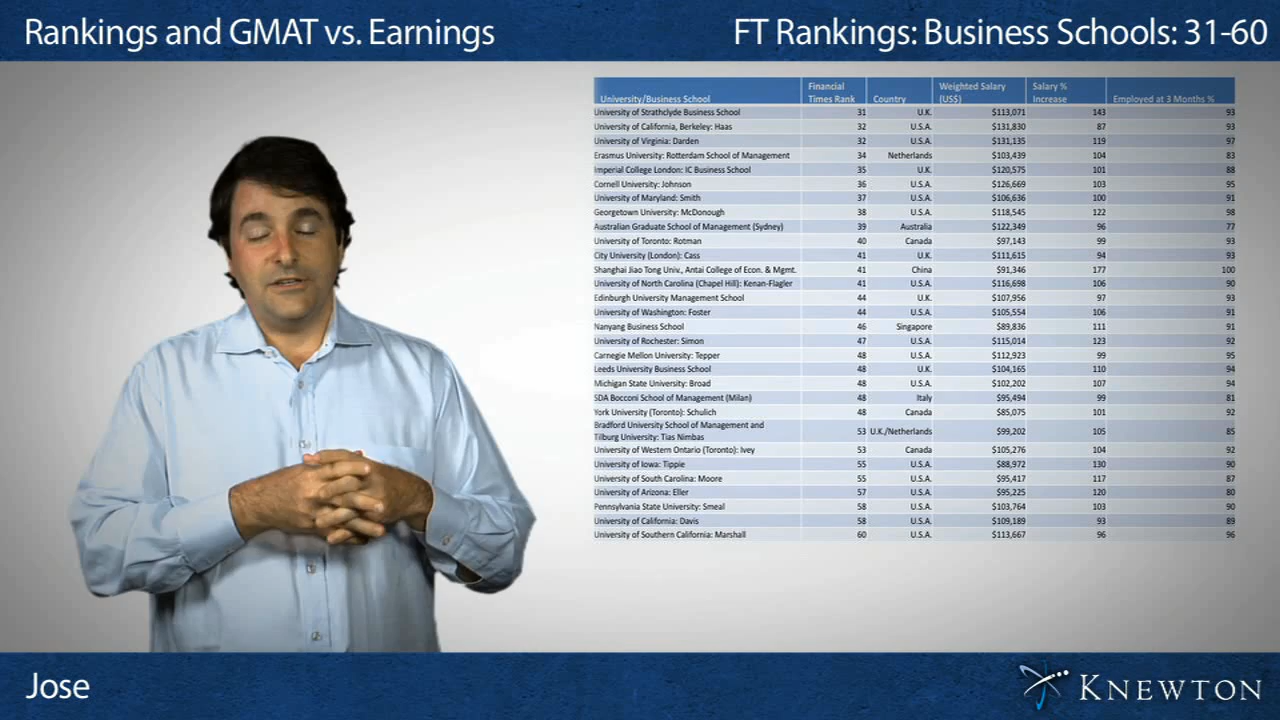 Rankings and GMAT vs. Earnings
FT Rankings: Business Schools: 31-60
University/Business School Financial Times Rank Country Weighted Salary (US$) Salary % Increase Employed at 3 Months %
University of Strathclyde Business School 31 U.K. $113,071 143 93
University of California, Berkeley: Haas 32 U.S.A. $131,830 87 93
University of Virginia: Darden 32 U.S.A. $131,135 119 97
Erasmus University: Rotterdam School of Management 34 Netherlands $103,439 104 83
Imperial College London: IC Business School 35 U.K. $120,575 101 88
Cornell University: Johnson 36 U.S.A. $126,669 103 95
University of Maryland: Smith 37 U.S.A. $106,636 100 91
Georgetown University: McDonough 38 U.S.A. $118,545 122 98
Australian Graduate School of Management (Sydney) 39 Australia $122,349 96 77
University of Toronto: Rotman 40 Canada $97,143 99 93
City University (London): Cass 41 U.K. $111,615 94 93
Shanghai Jiao Tong Univ., Antai College of Econ. & Mgmt. 41 China $91,346 177 100
University of North Carolina (Chapel Hill): Kenan-Flagler 41 U.S.A. $116,698 106 90
Edinburgh University Management School 44 U.K. $107,956 97 93
University of Washington: Foster 44 U.S.A. $105,554 106 91
Nanyang Business School 46 Singapore $89,836 111 91
University of Rochester: Simon 47 U.S.A. $115,014 123 92
Carnegie Mellon University: Tepper 48 U.S.A. $112,923 99 95
Leeds University Business School 48 U.K. $104,165 110 94
Michigan State University: Broad 48 U.S.A. $102,202 107 94
SDA Bocconi School of Management (Milan) 48 Italy $95,494 99 81
York University (Toronto): Schulich 48 Canada $85,075 101 92
Bradford University School of Management and
Tilburg University: Tias Nimbas 53 U.K./Netherlands $99,202 105 85
University of Western Ontario (Toronto): Ivey 53 Canada $105,276 104 92
University of Iowa: Tippie 55 U.S.A. $88,972 130 90
University of South Carolina: Moore 55 U.S.A. $95,417 117 87
University of Arizona: Eller 57 U.S.A. $95,225 120 80
Pennsylvania State University: Smeal 58 U.S.A. $103,764 103 90
University of California: Davis 58 U.S.A. $109,189 93 89
University of Southern California: Marshall 60 U.S.A. $113,667 96 96
Jose
KNEWTON